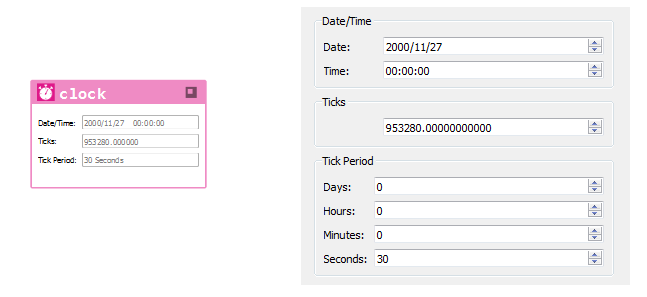 clock
Date/Time: 2000/11/27 00:00:00
Ticks: 953280.000000
Tick Period: 30 Seconds
Date/Time
Date: 2000/11/27
Time: 00:00:00
Ticks
953280.00000000000
Tick Period
Days: 0
Hours: 0
Minutes: 0
Seconds: 30